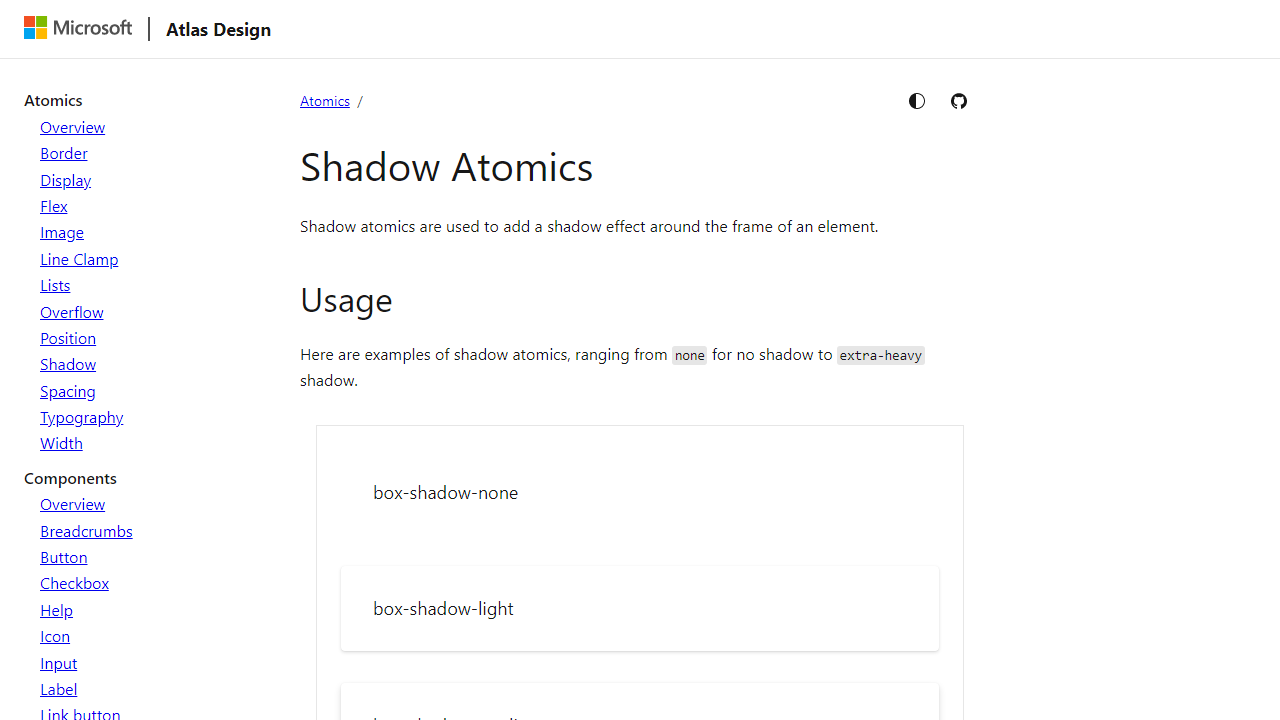 Microsoft
Atlas Design
Atomics
Overview
Border
Display
Flex
Image
Line Clamp
Lists
Overflow
Position
Shadow
Spacing
Typography
Width
Components
Overview
Breadcrumbs
Button
Checkbox
Help
Icon
Input
Label
Link button
Atomics /
Shadow Atomics
Shadow atomics are used to add a shadow effect around the frame of an element.
Usage
Here are examples of shadow atomics, ranging from none for no shadow to extra-heavy
shadow.
box-shadow-none
box-shadow-light